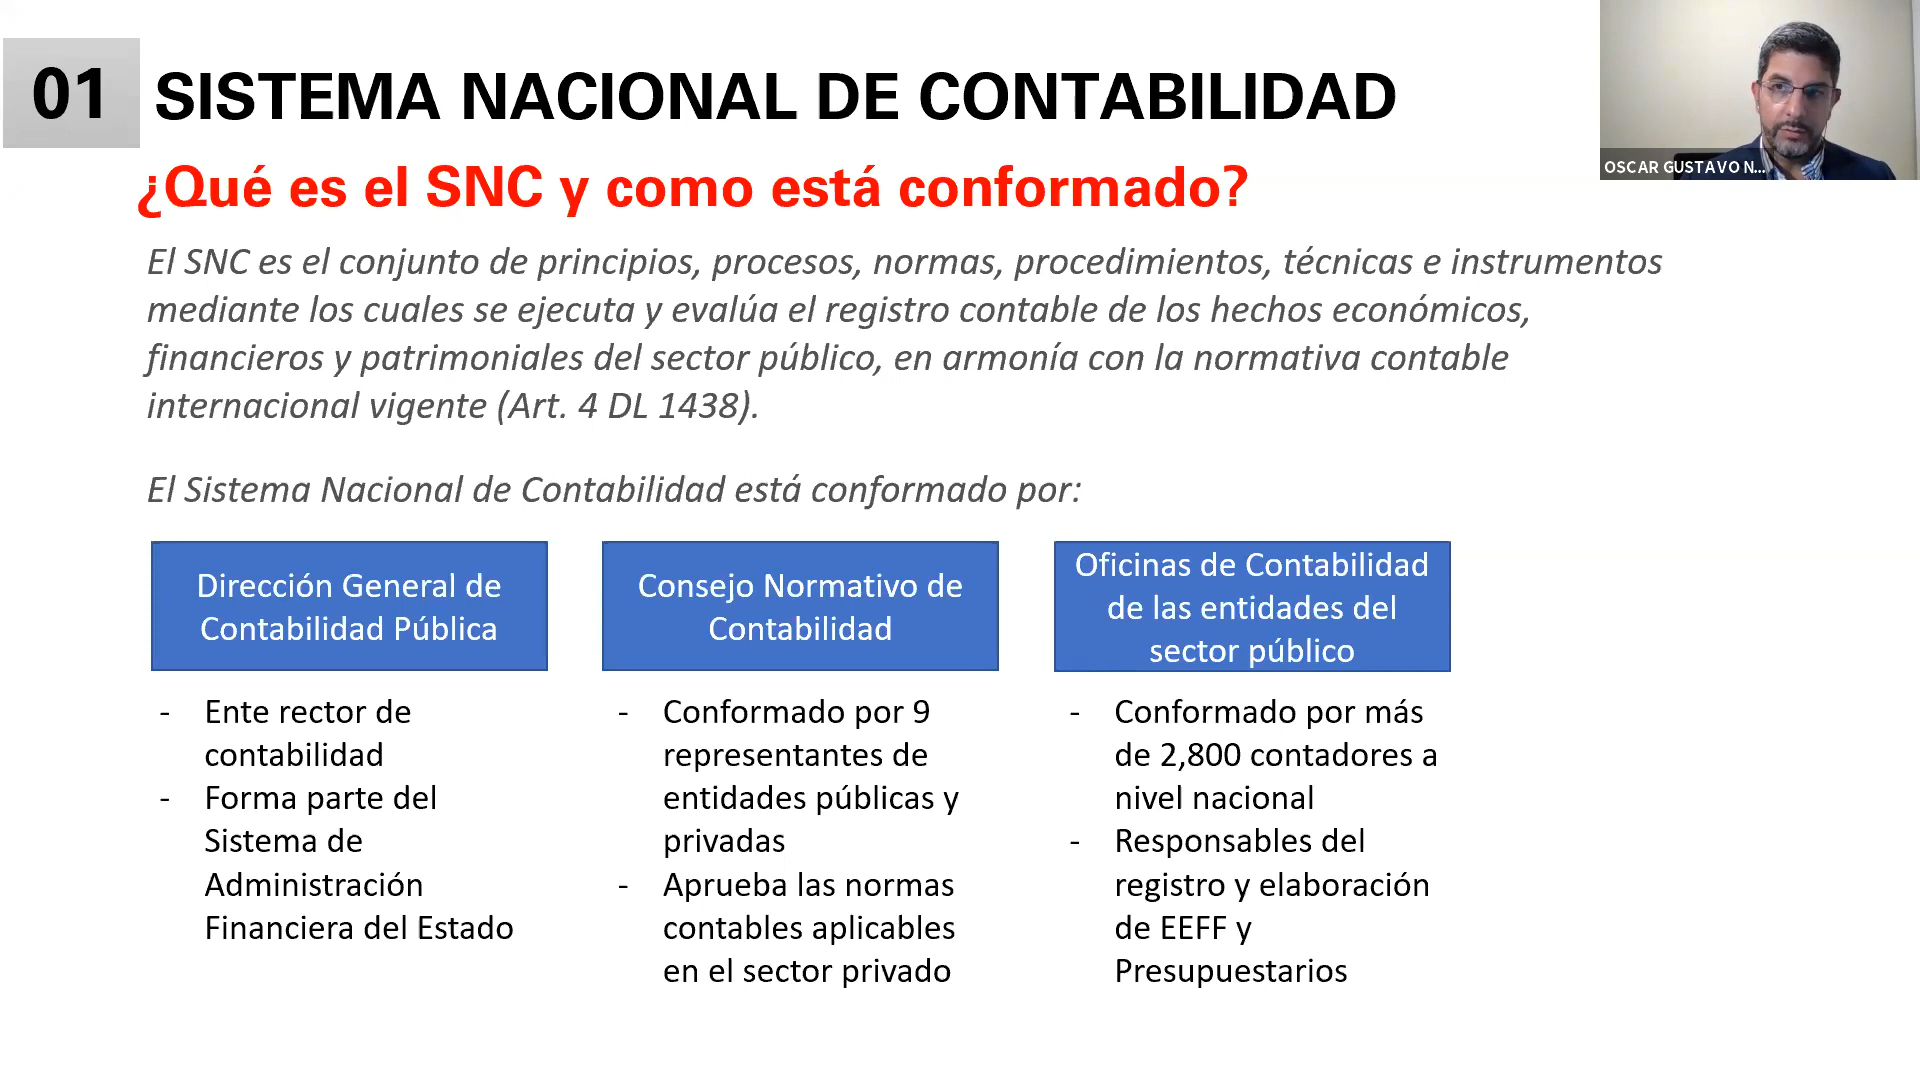 01 SISTEMA NACIONAL DE CONTABILIDAD
¿Qué es el SNC y como está conformado?
OSCAR GUSTAVO N...
El SNC es el conjunto de principios, procesos, normas, procedimientos, técnicas e instrumentos
mediante los cuales se ejecuta y evalúa el registro contable de los hechos económicos,
financieros y patrimoniales del sector público, en armonía con la normativa contable
internacional vigente (Art. 4 DL 1438).
El Sistema Nacional de Contabilidad está conformado por:
Dirección General de
Contabilidad Pública
- Ente rector de
contabilidad
- Forma parte del
Sistema de
Administración
Financiera del Estado
Consejo Normativo de
Contabilidad
- Conformado por 9
representantes de
entidades públicas y
privadas
- Aprueba las normas
contables aplicables
en el sector privado
Oficinas de Contabilidad
de las entidades del
sector público
- Conformado por más
de 2,800 contadores a
nivel nacional
- Responsables del
registro y elaboración
de EEFF y
Presupuestarios